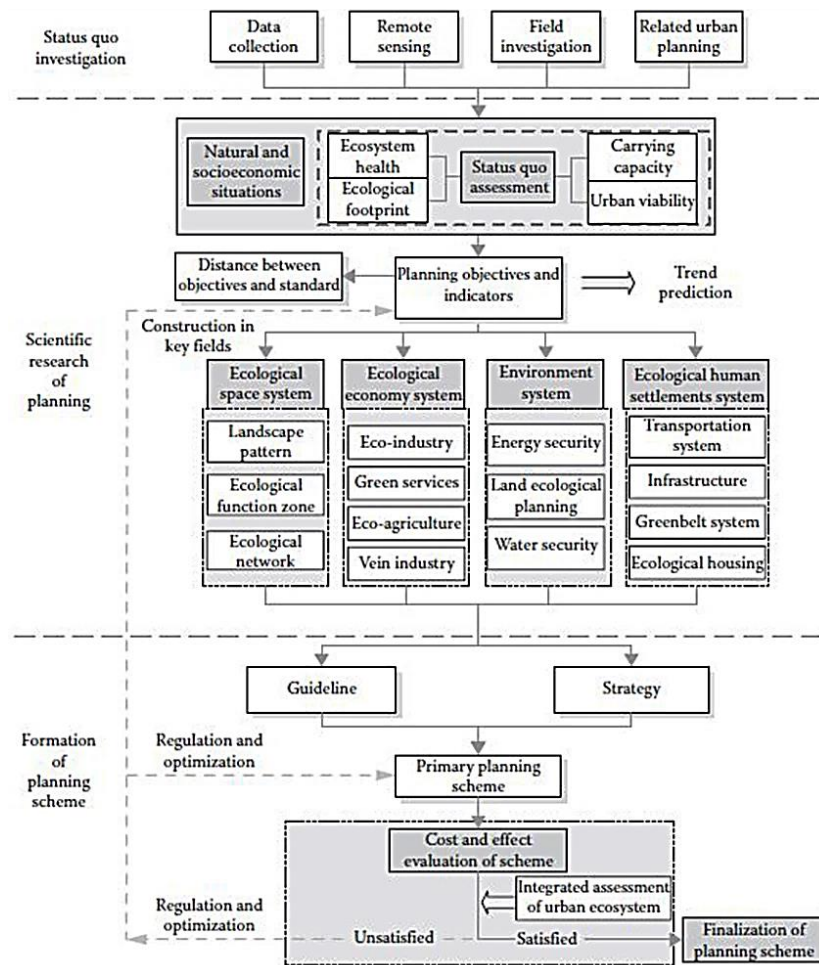 Status quo
investigation
Data
collection
Remote
sensing
Field
investigation
Related urban
planning
Natural and
socioeconomic
situations
Ecosystem
health
Ecological
footprint
Status quo
assessment
Carrying
capacity
Urban viability
Distance between
objectives and standard
Planning objectives and
indicators
Trend
prediction
Scientific
research
of
planning
Construction in
key fields
Ecological
space system
Landscape
pattern
Ecological
function zone
Ecological
network
Ecological
economy system
Eco-industry
Green services
Eco-agriculture
Vein industry
Environment
system
Energy security
Land ecological
planning
Water security
Ecological human
settlements system
Transportation
system
Infrastructure
Greenbelt system
Ecological housing
Guideline
Strategy
Formation
of
planning
scheme
Regulation and
optimization
Primary planning
scheme
Cost and effect
evaluation of scheme
Integrated assessment
of urban ecosystem
Regulation and
optimization
Unsatisfied
Satisfied
Finalization of
planning scheme